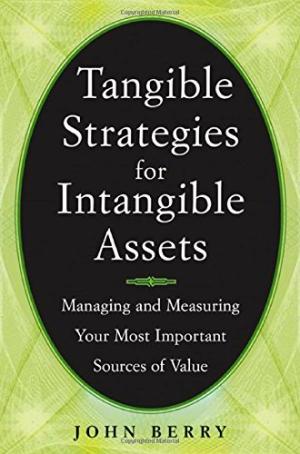 Tangible
Strategies
for
Intangible
Assets
Managing and Measuring
Your Most Important
Sources of Value
JOHN BERRY